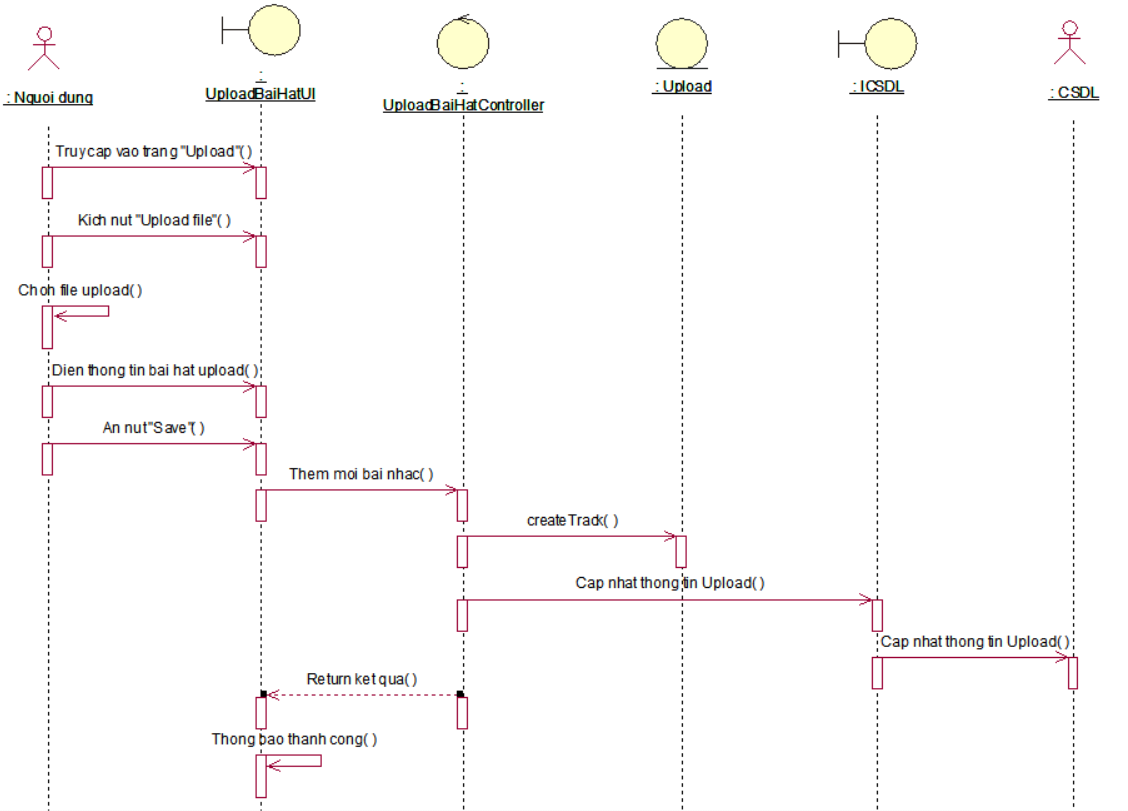 : Nguoi dung
:
UploadBaiHatUI
:
UploadBaiHatController
: Upload
: ICSDL
: CSDL
Truy cap vao trang "Upload"( )
Kich nut "Upload file"( )
Chon file upload( )
Dien thong tin bai hat upload( )
An nut "Save"( )
Them moi bai nhac( )
createTrack( )
Cap nhat thong tin Upload( )
Cap nhat thong tin Upload( )
Return ket qua( )
Thong bao thanh cong( )